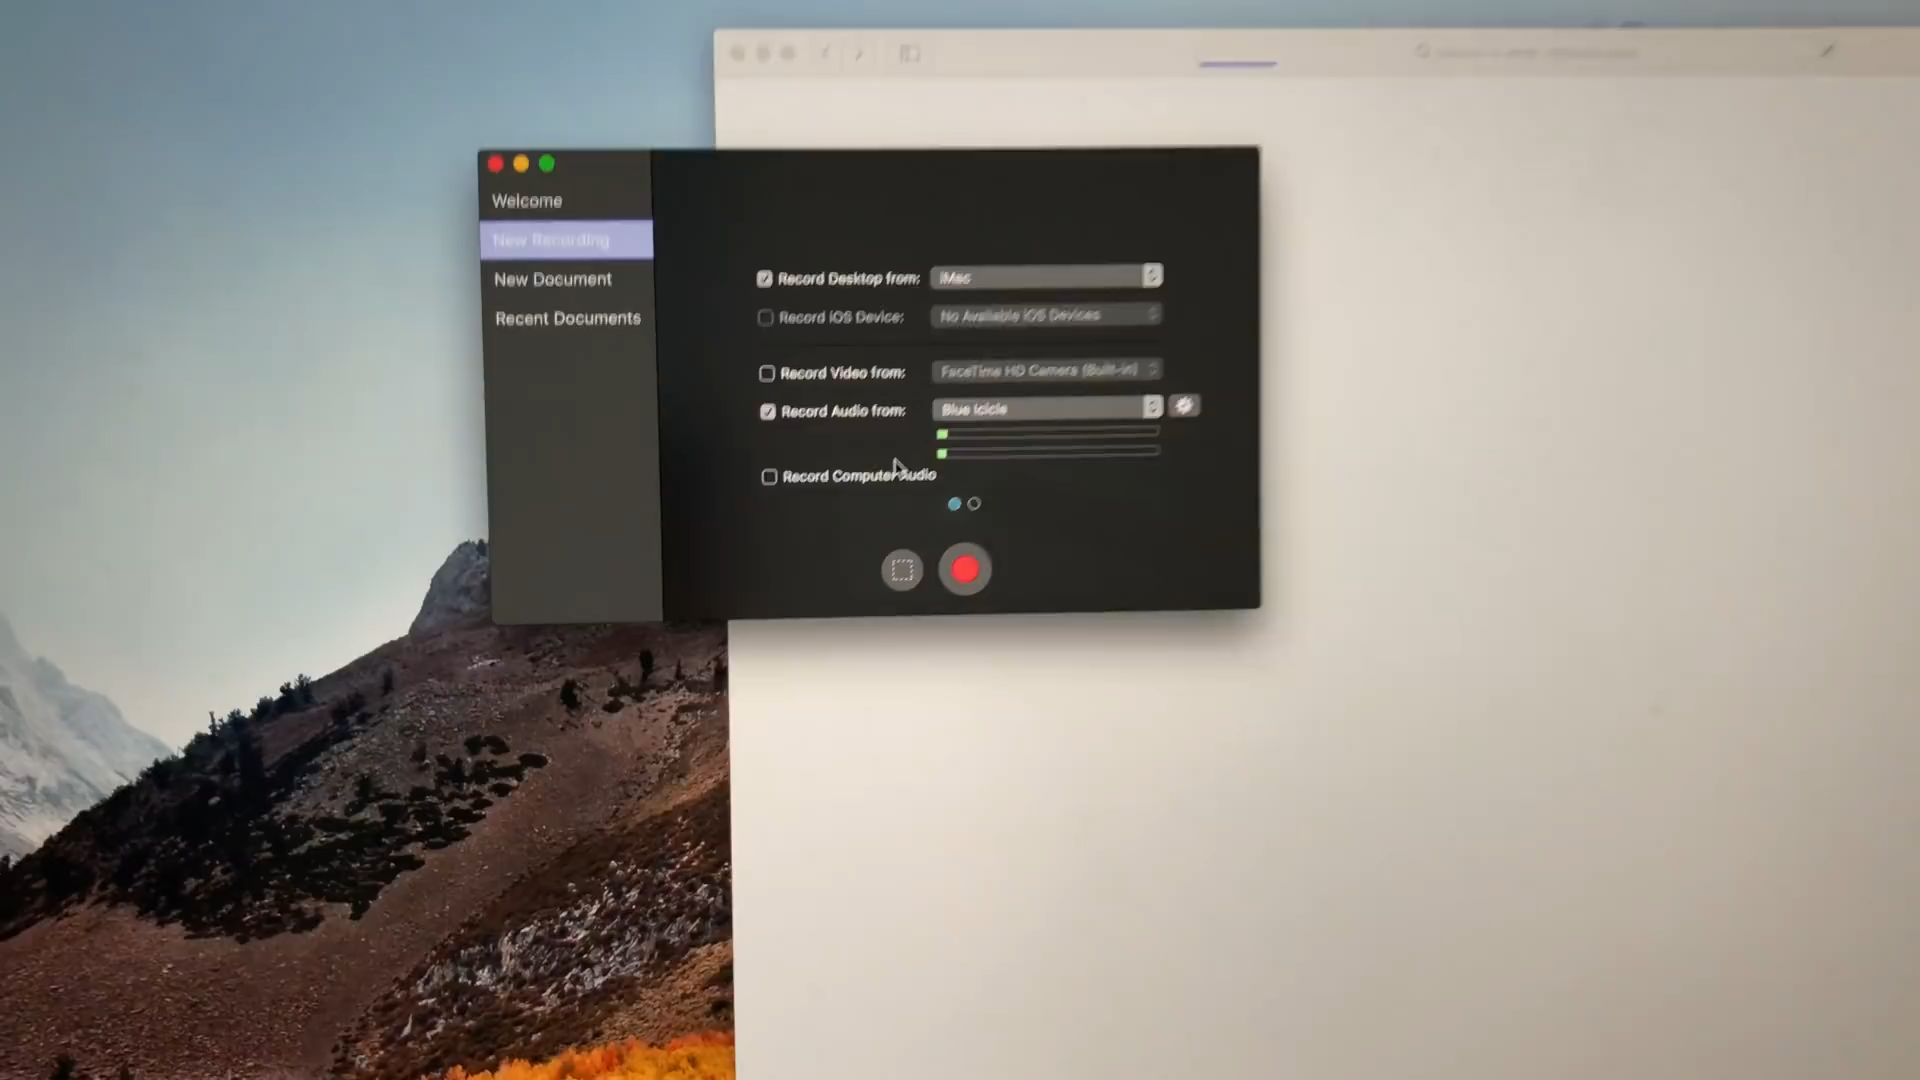 Welcome
New Recording
New Document
Recent Documents
Record Desktop from: iMac
Record iOS Device: No Available iOS Devices
Record Video from: FaceTime HD Camera (Built-in)
Record Audio from: Blue Icicle
Record Computer Audio